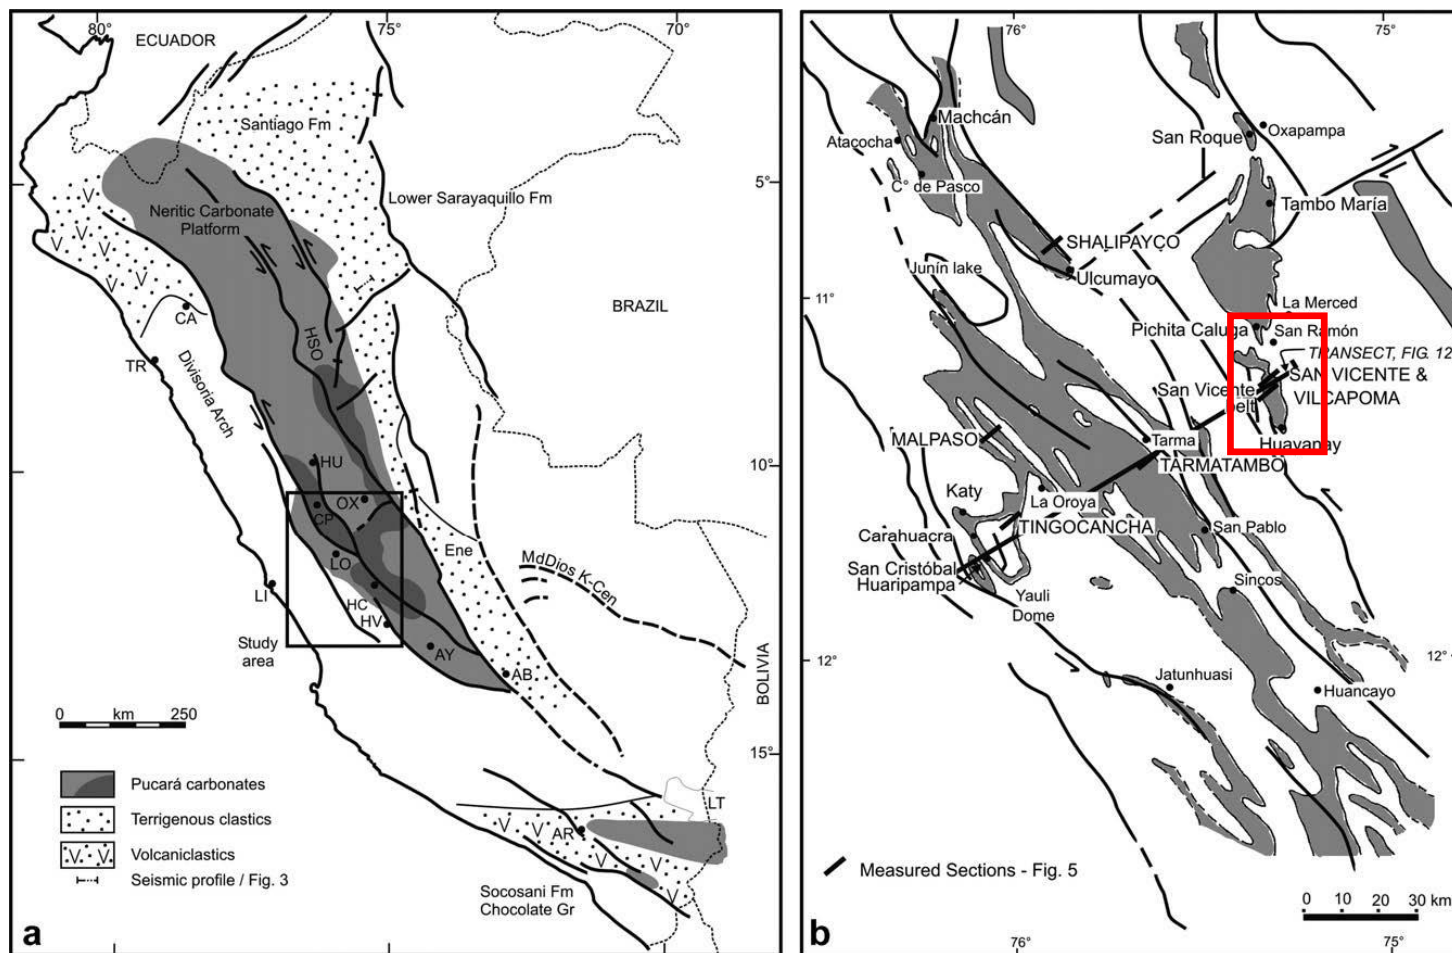 80°
75°
70°
ECUADOR
Santiago Fm
Neritic Carbonate
Platform
Lower Sarayaquillo Fm
5°
V
V
V
V
V
V
CA
TR
Divisoria Arch
HSO
BRAZIL
HU
OX
CP
10°
LO
Ene
MdDios K-Cen
LI
HC
HV
Study
area
AY
AB
BOLIVIA
0 km 250
15°
LT
Pucará carbonates
Terrigenous clastics
V V V
Volcaniclastics
Seismic profile / Fig. 3
V
V
AR
V
V
V
Socosani Fm
Chocolate Gr
a
76°
75°
Machcán
Atacocha
C° de Pasco
San Roque
Oxapampa
Tambo María
SHALIPAYCO
Junín lake
Ulcumayo
11°
La Merced
Pichita Caluga
San Ramón
TRANSECT, FIG. 12
San Vicente
belt
SAN VICENTE &
VILCAPOMA
MALPASO
Tarma
Huayanay
TARMATAMBO
Katy
La Oroya
TINGOCANCHA
San Pablo
Carahuacra
San Cristóbal
Huaripampa
Sincos
Yauli
Dome
12°
12°
Jatunhuasi
Huancayo
Measured Sections - Fig. 5
0 10 20 30 km
b
76°
75°